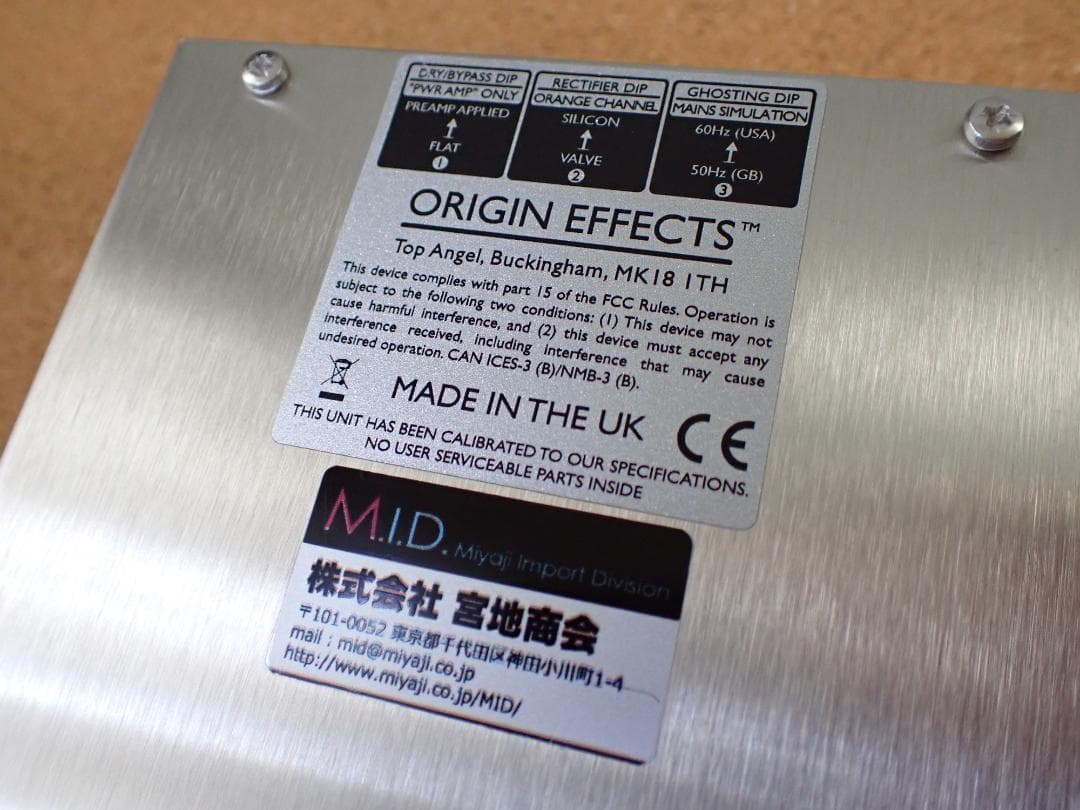 DRY/BYPASS DIP
"PWR AMP" ONLY
PREAMP APPLIED
FLAT
1
RECTIFIER DIP
ORANGE CHANNEL
SILICON
VALVE
2
GHOSTING DIP
MAINS SIMULATION
60Hz (USA)
50Hz (GB)
3
ORIGIN EFFECTS™
Top Angel, Buckingham, MK18 1TH
This device complies with part 15 of the FCC Rules. Operation is
subject to the following two conditions: (1) This device may not
cause harmful interference, and (2) this device must accept any
interference received, including interference that may cause
undesired operation. CAN ICES-3 (B)/NMB-3 (B).
MADE IN THE UK
CE
THIS UNIT HAS BEEN CALIBRATED TO OUR SPECIFICATIONS.
NO USER SERVICEABLE PARTS INSIDE
M.I.D. Miyaji Import Division
株式会社 宮地商会
〒101-0052 東京都千代田区神田小川町1-4
mail : mid@miyaji.co.jp
http://www.miyaji.co.jp/MID/